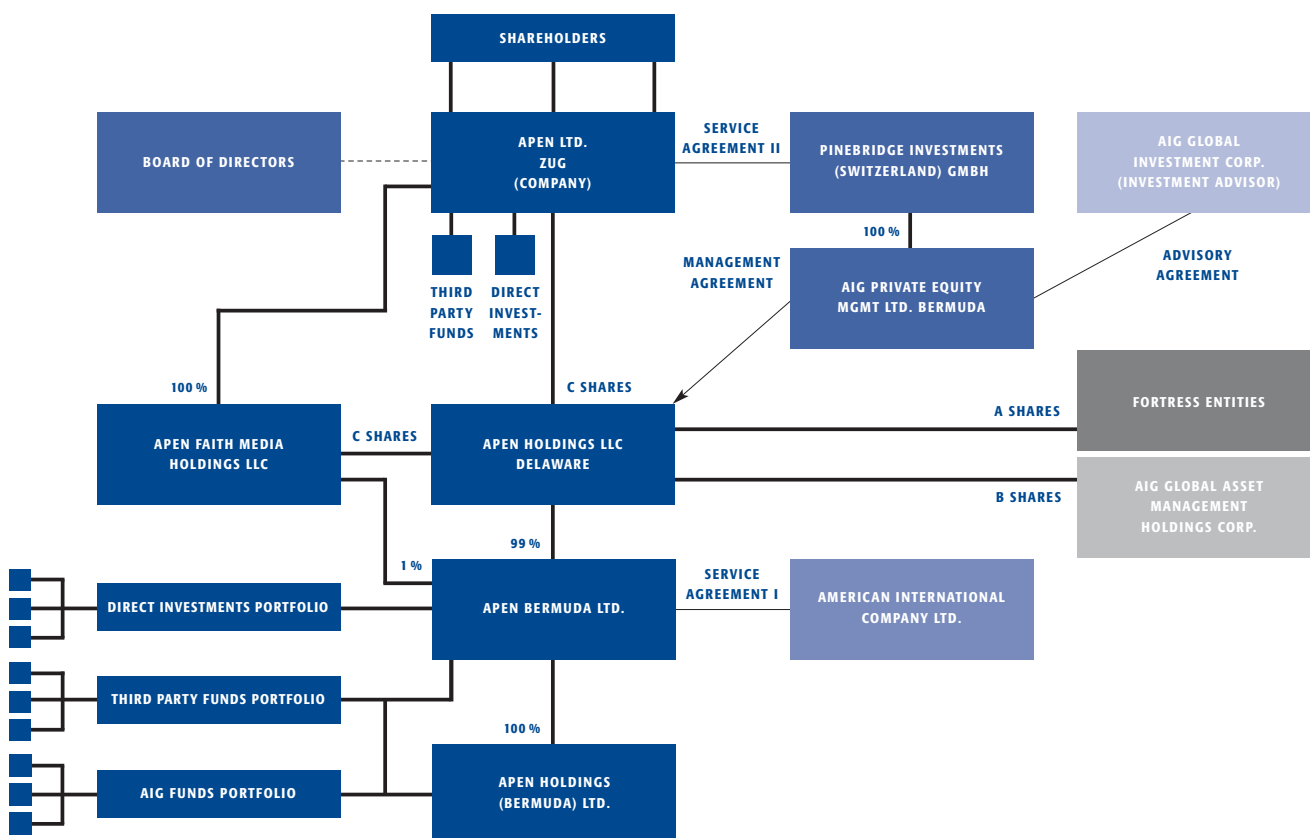 SHAREHOLDERS
BOARD OF DIRECTORS
APEN LTD.
ZUG
(COMPANY)
SERVICE
AGREEMENT II
PINEBRIDGE INVESTMENTS
(SWITZERLAND) GMBH
AIG GLOBAL
INVESTMENT CORP.
(INVESTMENT ADVISOR)
100 %
MANAGEMENT
AGREEMENT
AIG PRIVATE EQUITY
MGMT LTD. BERMUDA
ADVISORY
AGREEMENT
THIRD
PARTY
FUNDS
DIRECT
INVEST-
MENTS
100 %
C SHARES
APEN FAITH MEDIA
HOLDINGS LLC
C SHARES
APEN HOLDINGS LLC
DELAWARE
A SHARES
FORTRESS ENTITIES
B SHARES
AIG GLOBAL ASSET
MANAGEMENT
HOLDINGS CORP.
99 %
1 %
DIRECT INVESTMENTS PORTFOLIO
APEN BERMUDA LTD.
SERVICE
AGREEMENT I
AMERICAN INTERNATIONAL
COMPANY LTD.
THIRD PARTY FUNDS PORTFOLIO
100 %
AIG FUNDS PORTFOLIO
APEN HOLDINGS
(BERMUDA) LTD.